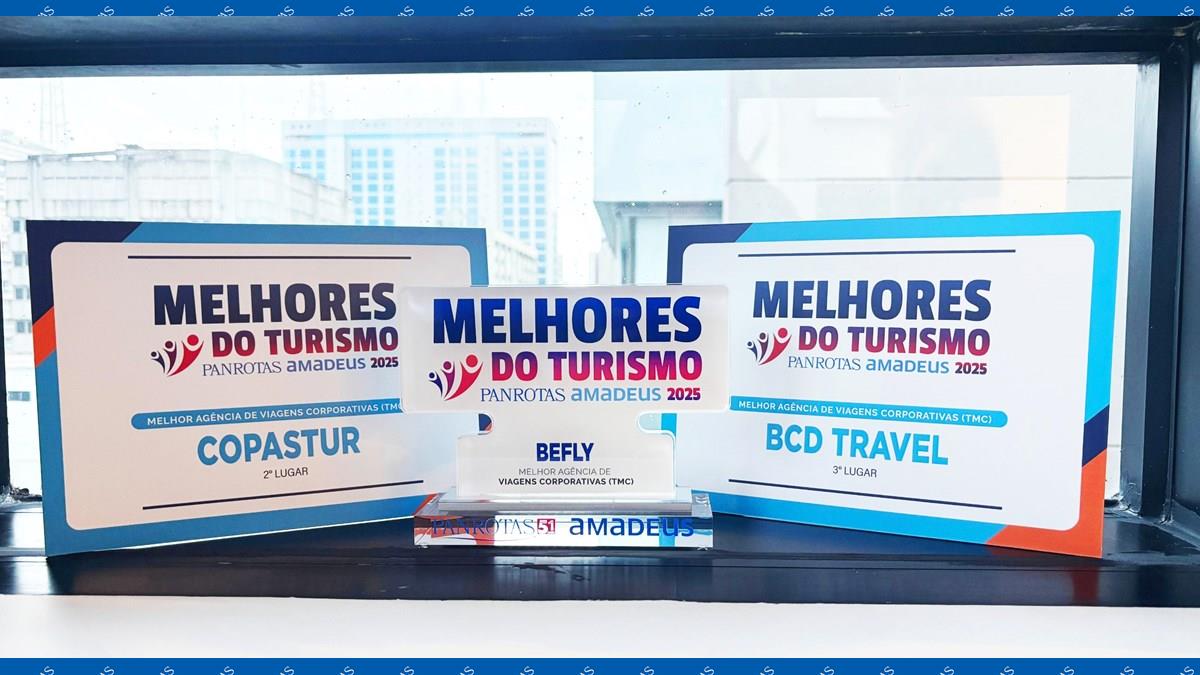 MELHORES
DO TURISMO
PANROTAS amadeus 2025
MELHOR AGÊNCIA DE VIAGENS CORPORATIVAS (TMC
COPASTUR
2º LUGAR
MELHORES
DO TURISMO
PANROTAS amadeus 2025
BEFLY
MELHOR AGÊNCIA DE
VIAGENS CORPORATIVAS (TMC)
PANROTAS 51 amadeus
MELHORES
DO TURISMO
PANROTAS amadeus 2025
MELHOR AGÊNCIA DE VIAGENS CORPORATIVAS (TMC)
BCD TRAVEL
3º LUGAR